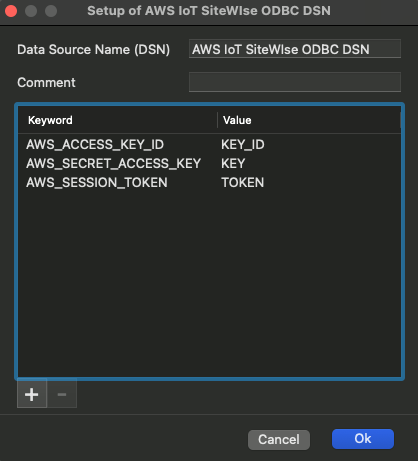 Setup of AWS IoT SiteWIse ODBC DSN
Data Source Name (DSN) AWS IoT SiteWIse ODBC DSN
Comment
Keyword Value
AWS_ACCESS_KEY_ID KEY_ID
AWS_SECRET_ACCESS_KEY KEY
AWS_SESSION_TOKEN TOKEN
+ −
Cancel Ok